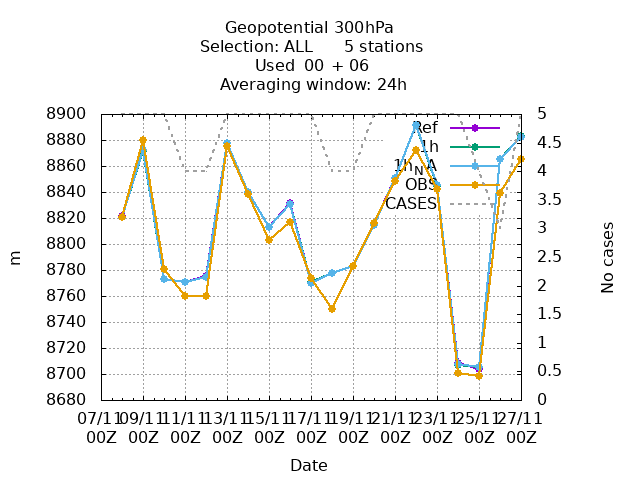 Geopotential 300hPa
Selection: ALL 5 stations
Used 00 + 06
Averaging window: 24h
8900
8880
8860
8840
8820
8800
8780
8760
8740
8720
8700
8680
m
5
4.5
4
3.5
3
2.5
2
1.5
1
0.5
0
No cases
Ref
1h
1h_NA
OBS
CASES
07/11 09/11 11/11 13/11 15/11 17/11 19/11 21/11 23/11 25/11 27/11
00Z 00Z 00Z 00Z 00Z 00Z 00Z 00Z 00Z 00Z 00Z
Date